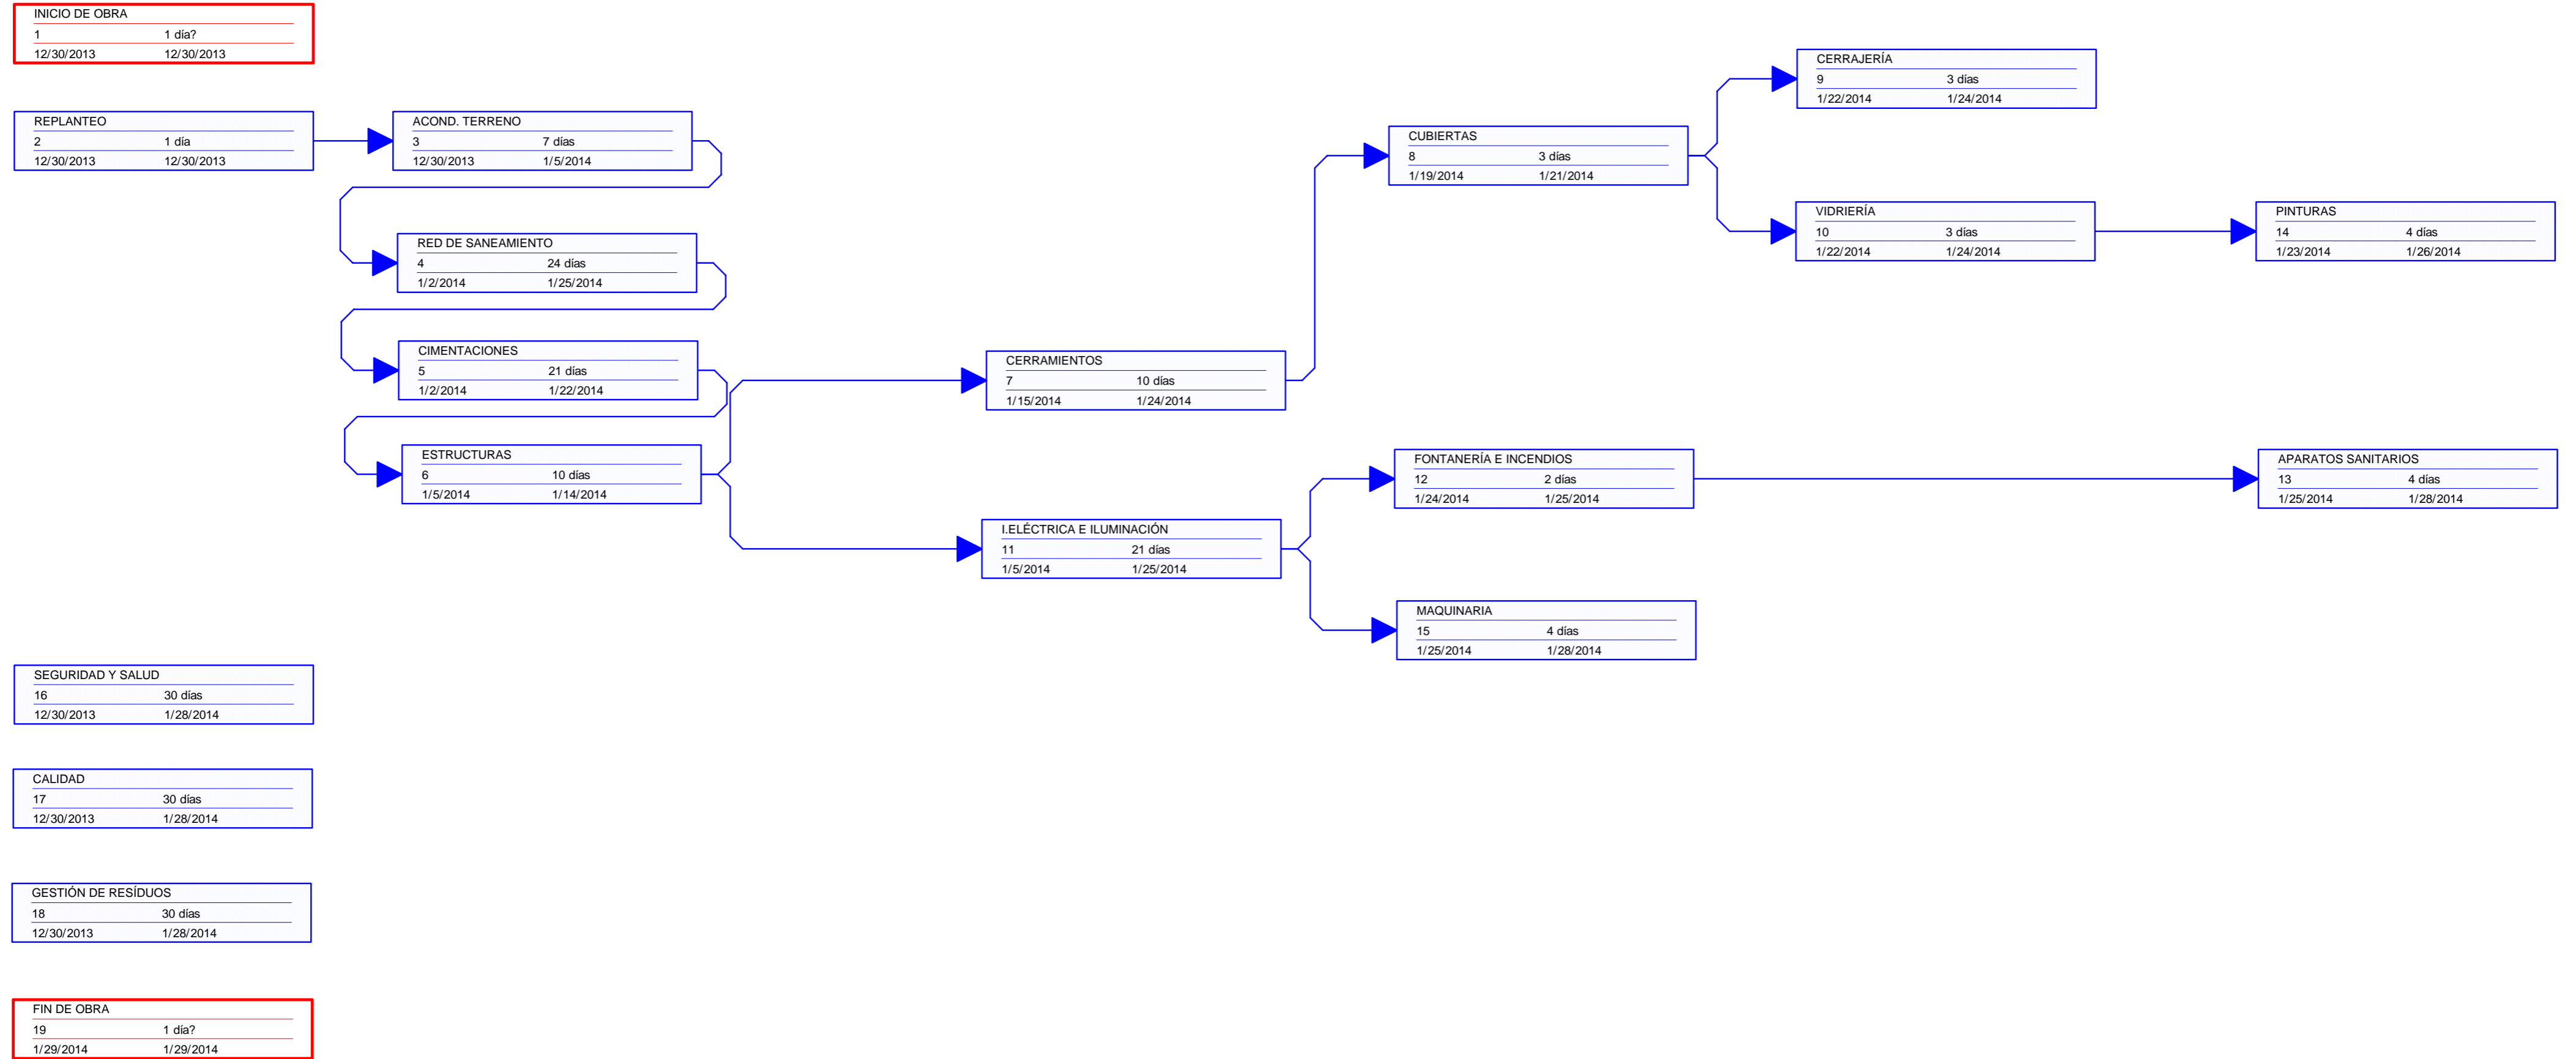 INICIO DE OBRA
1 1 día?
12/30/2013 12/30/2013
REPLANTEO
2 1 día
12/30/2013 12/30/2013
ACOND. TERRENO
3 7 días
12/30/2013 1/5/2014
RED DE SANEAMIENTO
4 24 días
1/2/2014 1/25/2014
CIMENTACIONES
5 21 días
1/2/2014 1/22/2014
ESTRUCTURAS
6 10 días
1/5/2014 1/14/2014
CERRAMIENTOS
7 10 días
1/15/2014 1/24/2014
CUBIERTAS
8 3 días
1/19/2014 1/21/2014
CERRAJERÍA
9 3 días
1/22/2014 1/24/2014
VIDRIERÍA
10 3 días
1/22/2014 1/24/2014
PINTURAS
14 4 días
1/23/2014 1/26/2014
I.ELÉCTRICA E ILUMINACIÓN
11 21 días
1/5/2014 1/25/2014
FONTANERÍA E INCENDIOS
12 2 días
1/24/2014 1/25/2014
APARATOS SANITARIOS
13 4 días
1/25/2014 1/28/2014
MAQUINARIA
15 4 días
1/25/2014 1/28/2014
SEGURIDAD Y SALUD
16 30 días
12/30/2013 1/28/2014
CALIDAD
17 30 días
12/30/2013 1/28/2014
GESTIÓN DE RESÍDUOS
18 30 días
12/30/2013 1/28/2014
FIN DE OBRA
19 1 día?
1/29/2014 1/29/2014